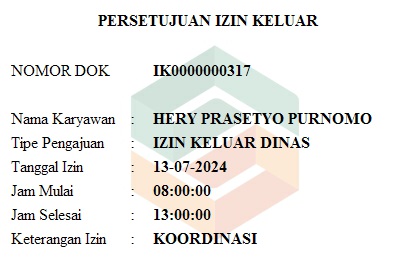 PERSETUJUAN IZIN KELUAR
NOMOR DOK IK0000000317
Nama Karyawan : HERY PRASETYO PURNOMO
Tipe Pengajuan : IZIN KELUAR DINAS
Tanggal Izin : 13-07-2024
Jam Mulai : 08:00:00
Jam Selesai : 13:00:00
Keterangan Izin : KOORDINASI